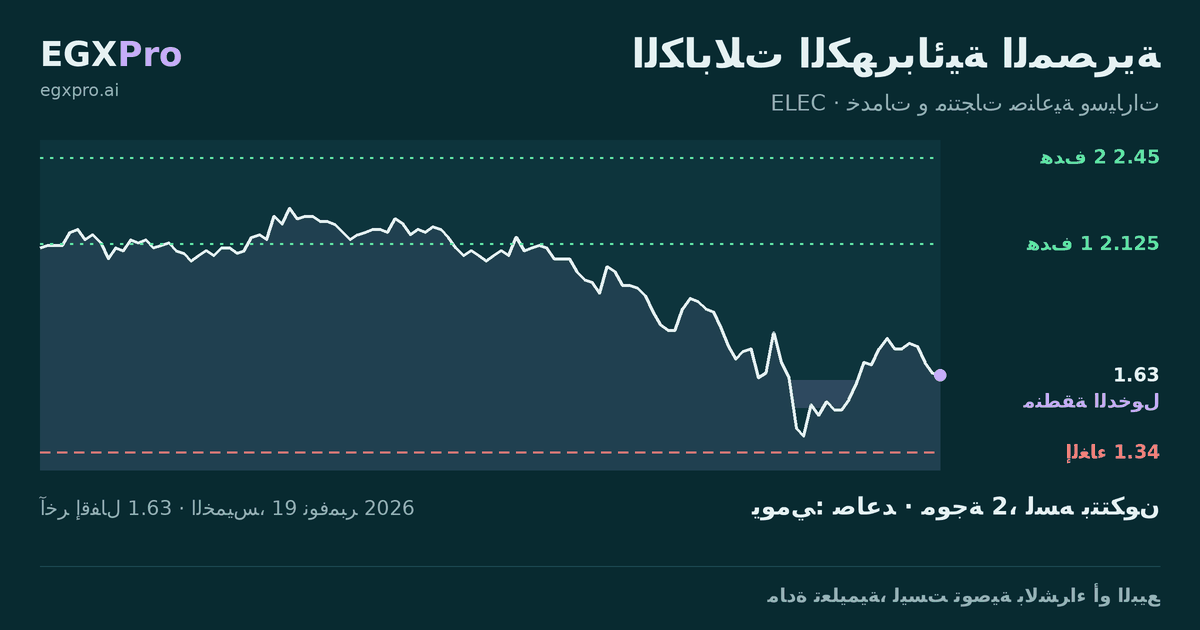 EGXPro
egxpro.ai
الكابلات الكهربائية المصرية
ELEC · خدمات و منتجات صناعية وسيارات
هدف 2 2.45
هدف 1 2.125
1.63
منطقة الدخول
إلغاء 1.34
يومي: صاعد · موجة 2، لسه بتتكون
آخر إقفال 1.63 · الخميس، 19 نوفمبر 2026
مادة تعليمية، ليست توصية بالشراء أو البيع